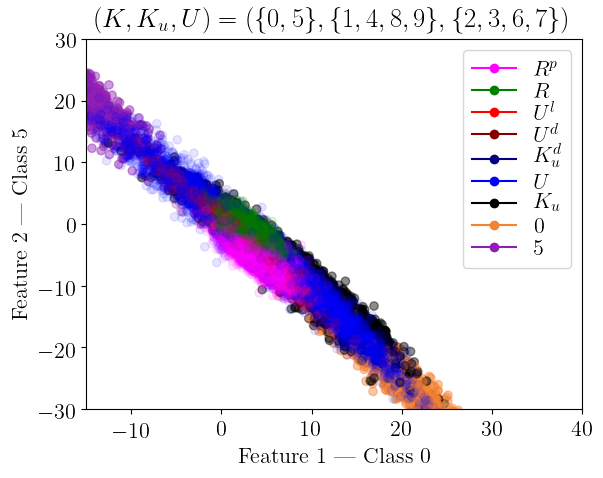 (K, K_u, U) = ({0, 5}, {1, 4, 8, 9}, {2, 3, 6, 7})
30
20
10
0
−10
−20
−30
Feature 2 — Class 5
R^p
R
U^l
U^d
K_u^d
U
K_u
0
5
−10
0
10
20
30
40
Feature 1 — Class 0